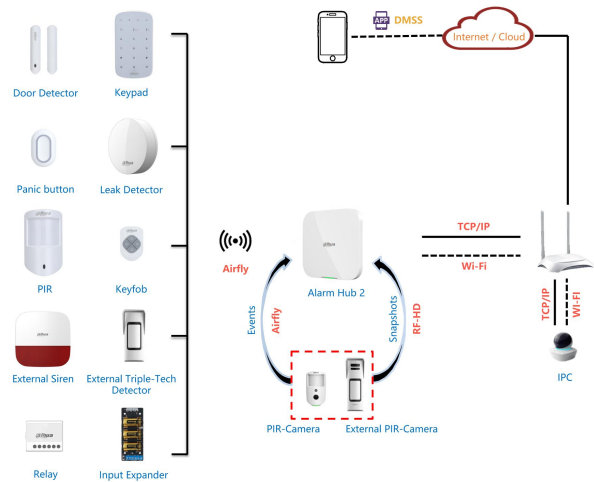 APP DMSS
Internet / Cloud
Door Detector
Keypad
Panic button
Leak Detector
PIR
Keyfob
External Siren
External Triple-Tech
Detector
Relay
Input Expander
Airfly
alhua
Alarm Hub 2
Events
Airfly
Snapshots
RF-HD
PIR-Camera
External PIR-Camera
TCP/IP
Wi-Fi
TCP/IP
WI-FI
IPC